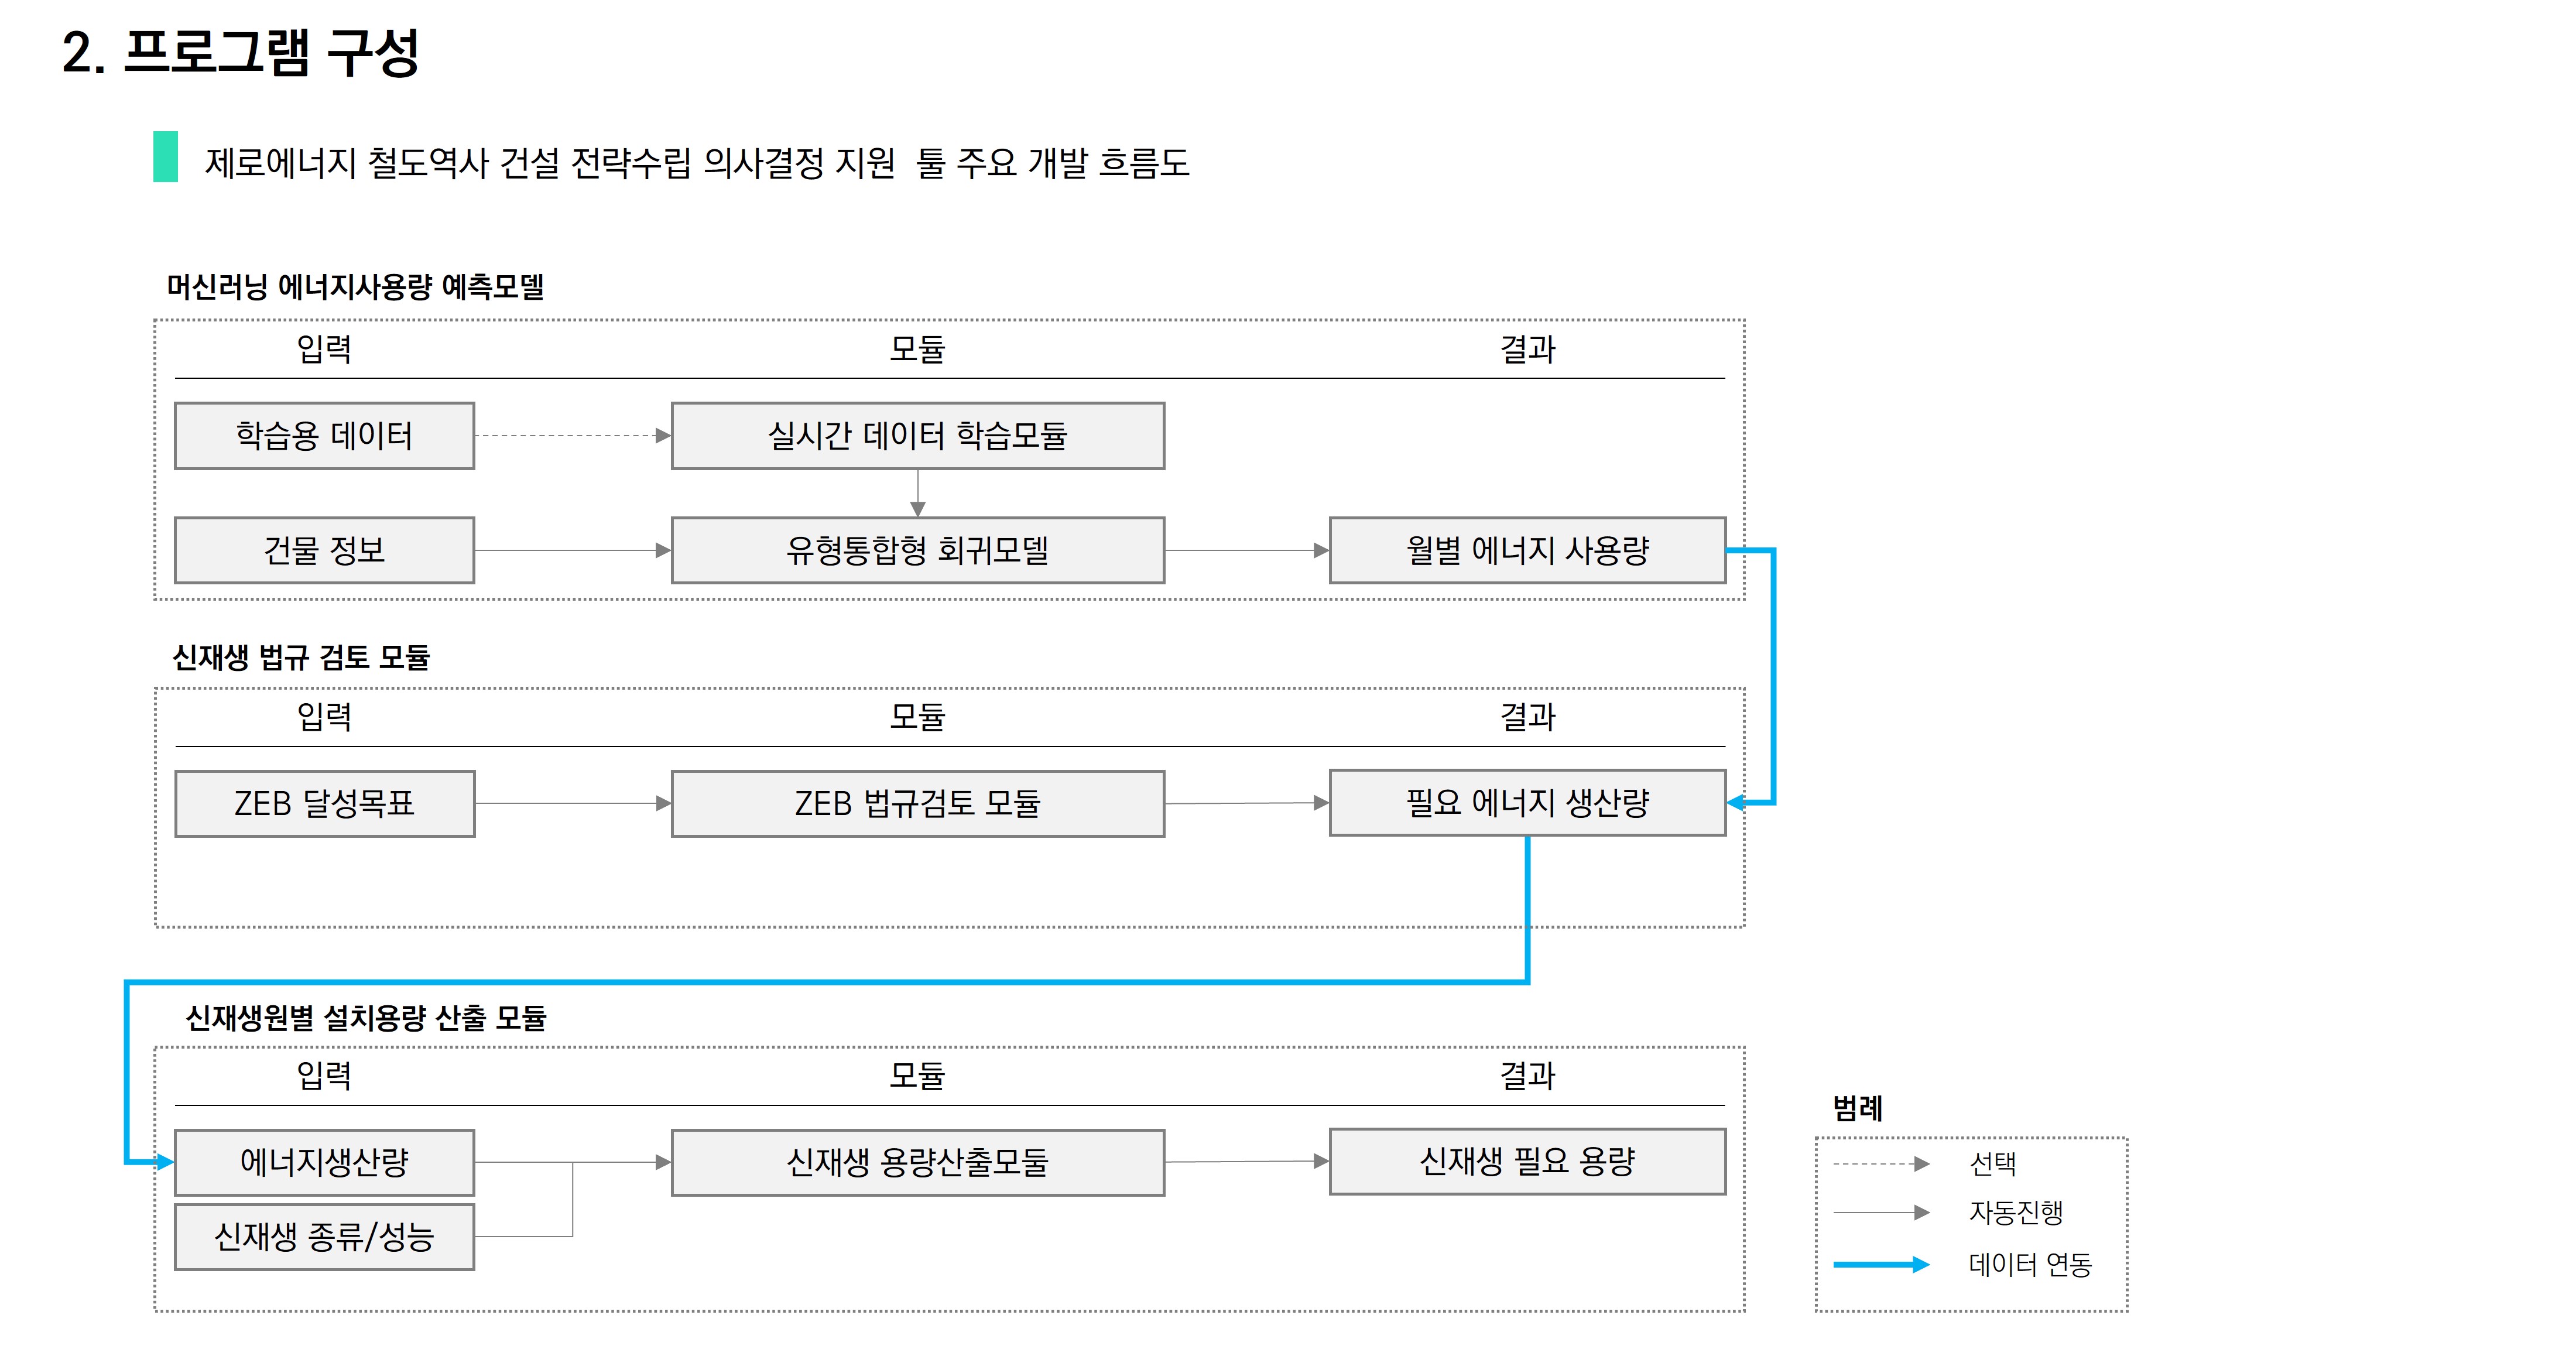 2. 프로그램 구성
제로에너지 철도역사 건설 전략수립 의사결정 지원 툴 주요 개발 흐름도
머신러닝 에너지사용량 예측모델
입력 모듈 결과
학습용 데이터 실시간 데이터 학습모듈
건물 정보 유형통합형 회귀모델 월별 에너지 사용량
신재생 법규 검토 모듈
입력 모듈 결과
ZEB 달성목표 ZEB 법규검토 모듈 필요 에너지 생산량
신재생원별 설치용량 산출 모듈
입력 모듈 결과
에너지생산량 신재생 용량산출모듈 신재생 필요 용량
신재생 종류/성능
범례
선택
자동진행
데이터 연동